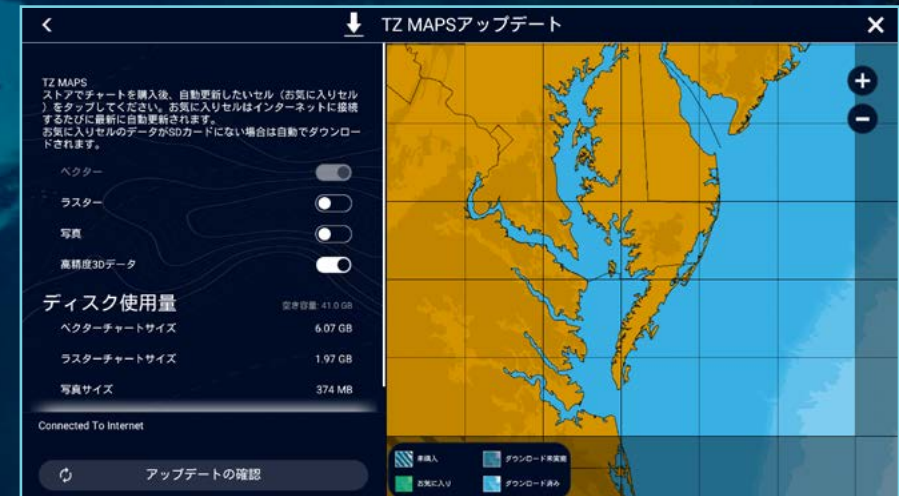 TZ MAPSアップデート
TZ MAPS
ストアでチャートを購入後、自動更新したいセル（お気に入りセル
）をタップしてください。お気に入りセルはインターネットに接続
するたびに最新に自動更新されます。
お気に入りセルのデータがSDカードにない場合は自動でダウンロー
ドされます。
ベクター
ラスター
写真
高精度3Dデータ
ディスク使用量 空き容量: 41.0 GB
ベクターチャートサイズ 6.07 GB
ラスターチャートサイズ 1.97 GB
写真サイズ 374 MB
Connected To Internet
アップデートの確認
未購入 ダウンロード未実施
お気に入り ダウンロード済み